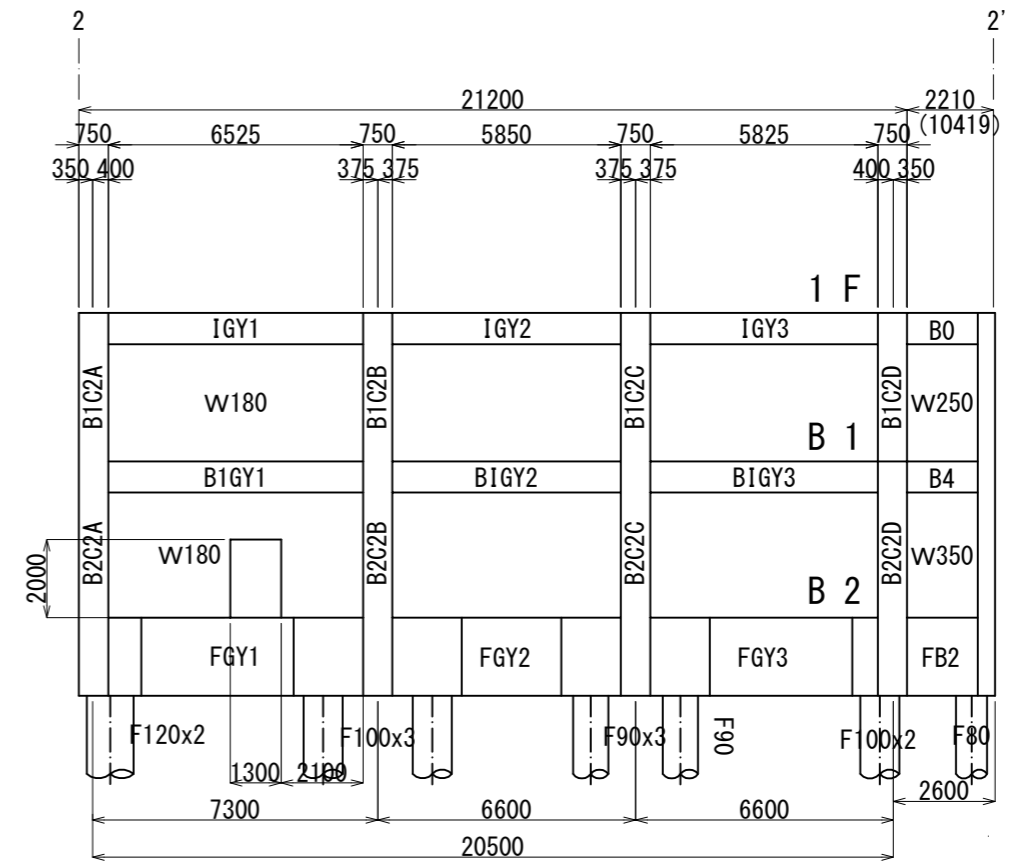 2 2'
21200 2210
(10419)
750 6525 750 5850 750 5825 750
350 400 375 375 375 375 400 350
1 F
IGY1 IGY2 IGY3 B0
B1C2A B1C2B B1C2C B1C2D
W180 W250
B 1
B1GY1 BIGY2 BIGY3 B4
B2C2A B2C2B B2C2C B2C2D
W180 W350
2000
B 2
FGY1 FGY2 FGY3 FB2
F120x2 F100x3 F90x3 F90 F100x2 F80
1300 2100
2600
7300 6600 6600
20500